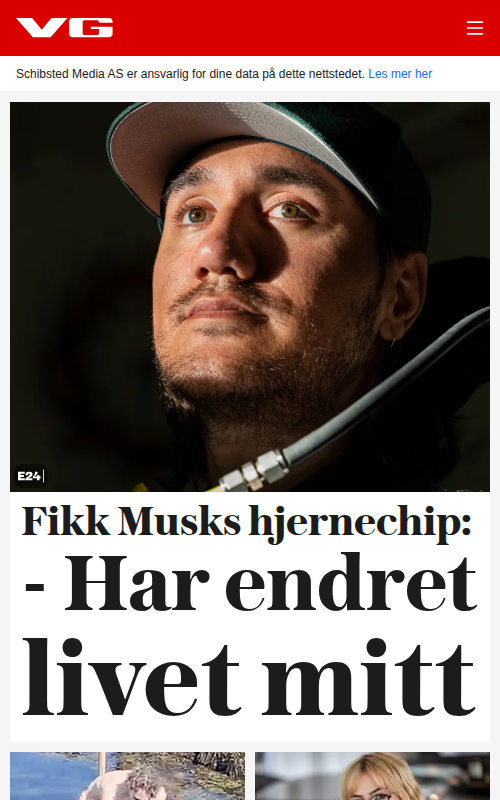 VG
Schibsted Media AS er ansvarlig for dine data på dette nettstedet. Les mer her
E24
Fikk Musks hjernechip:
- Har endret
livet mitt